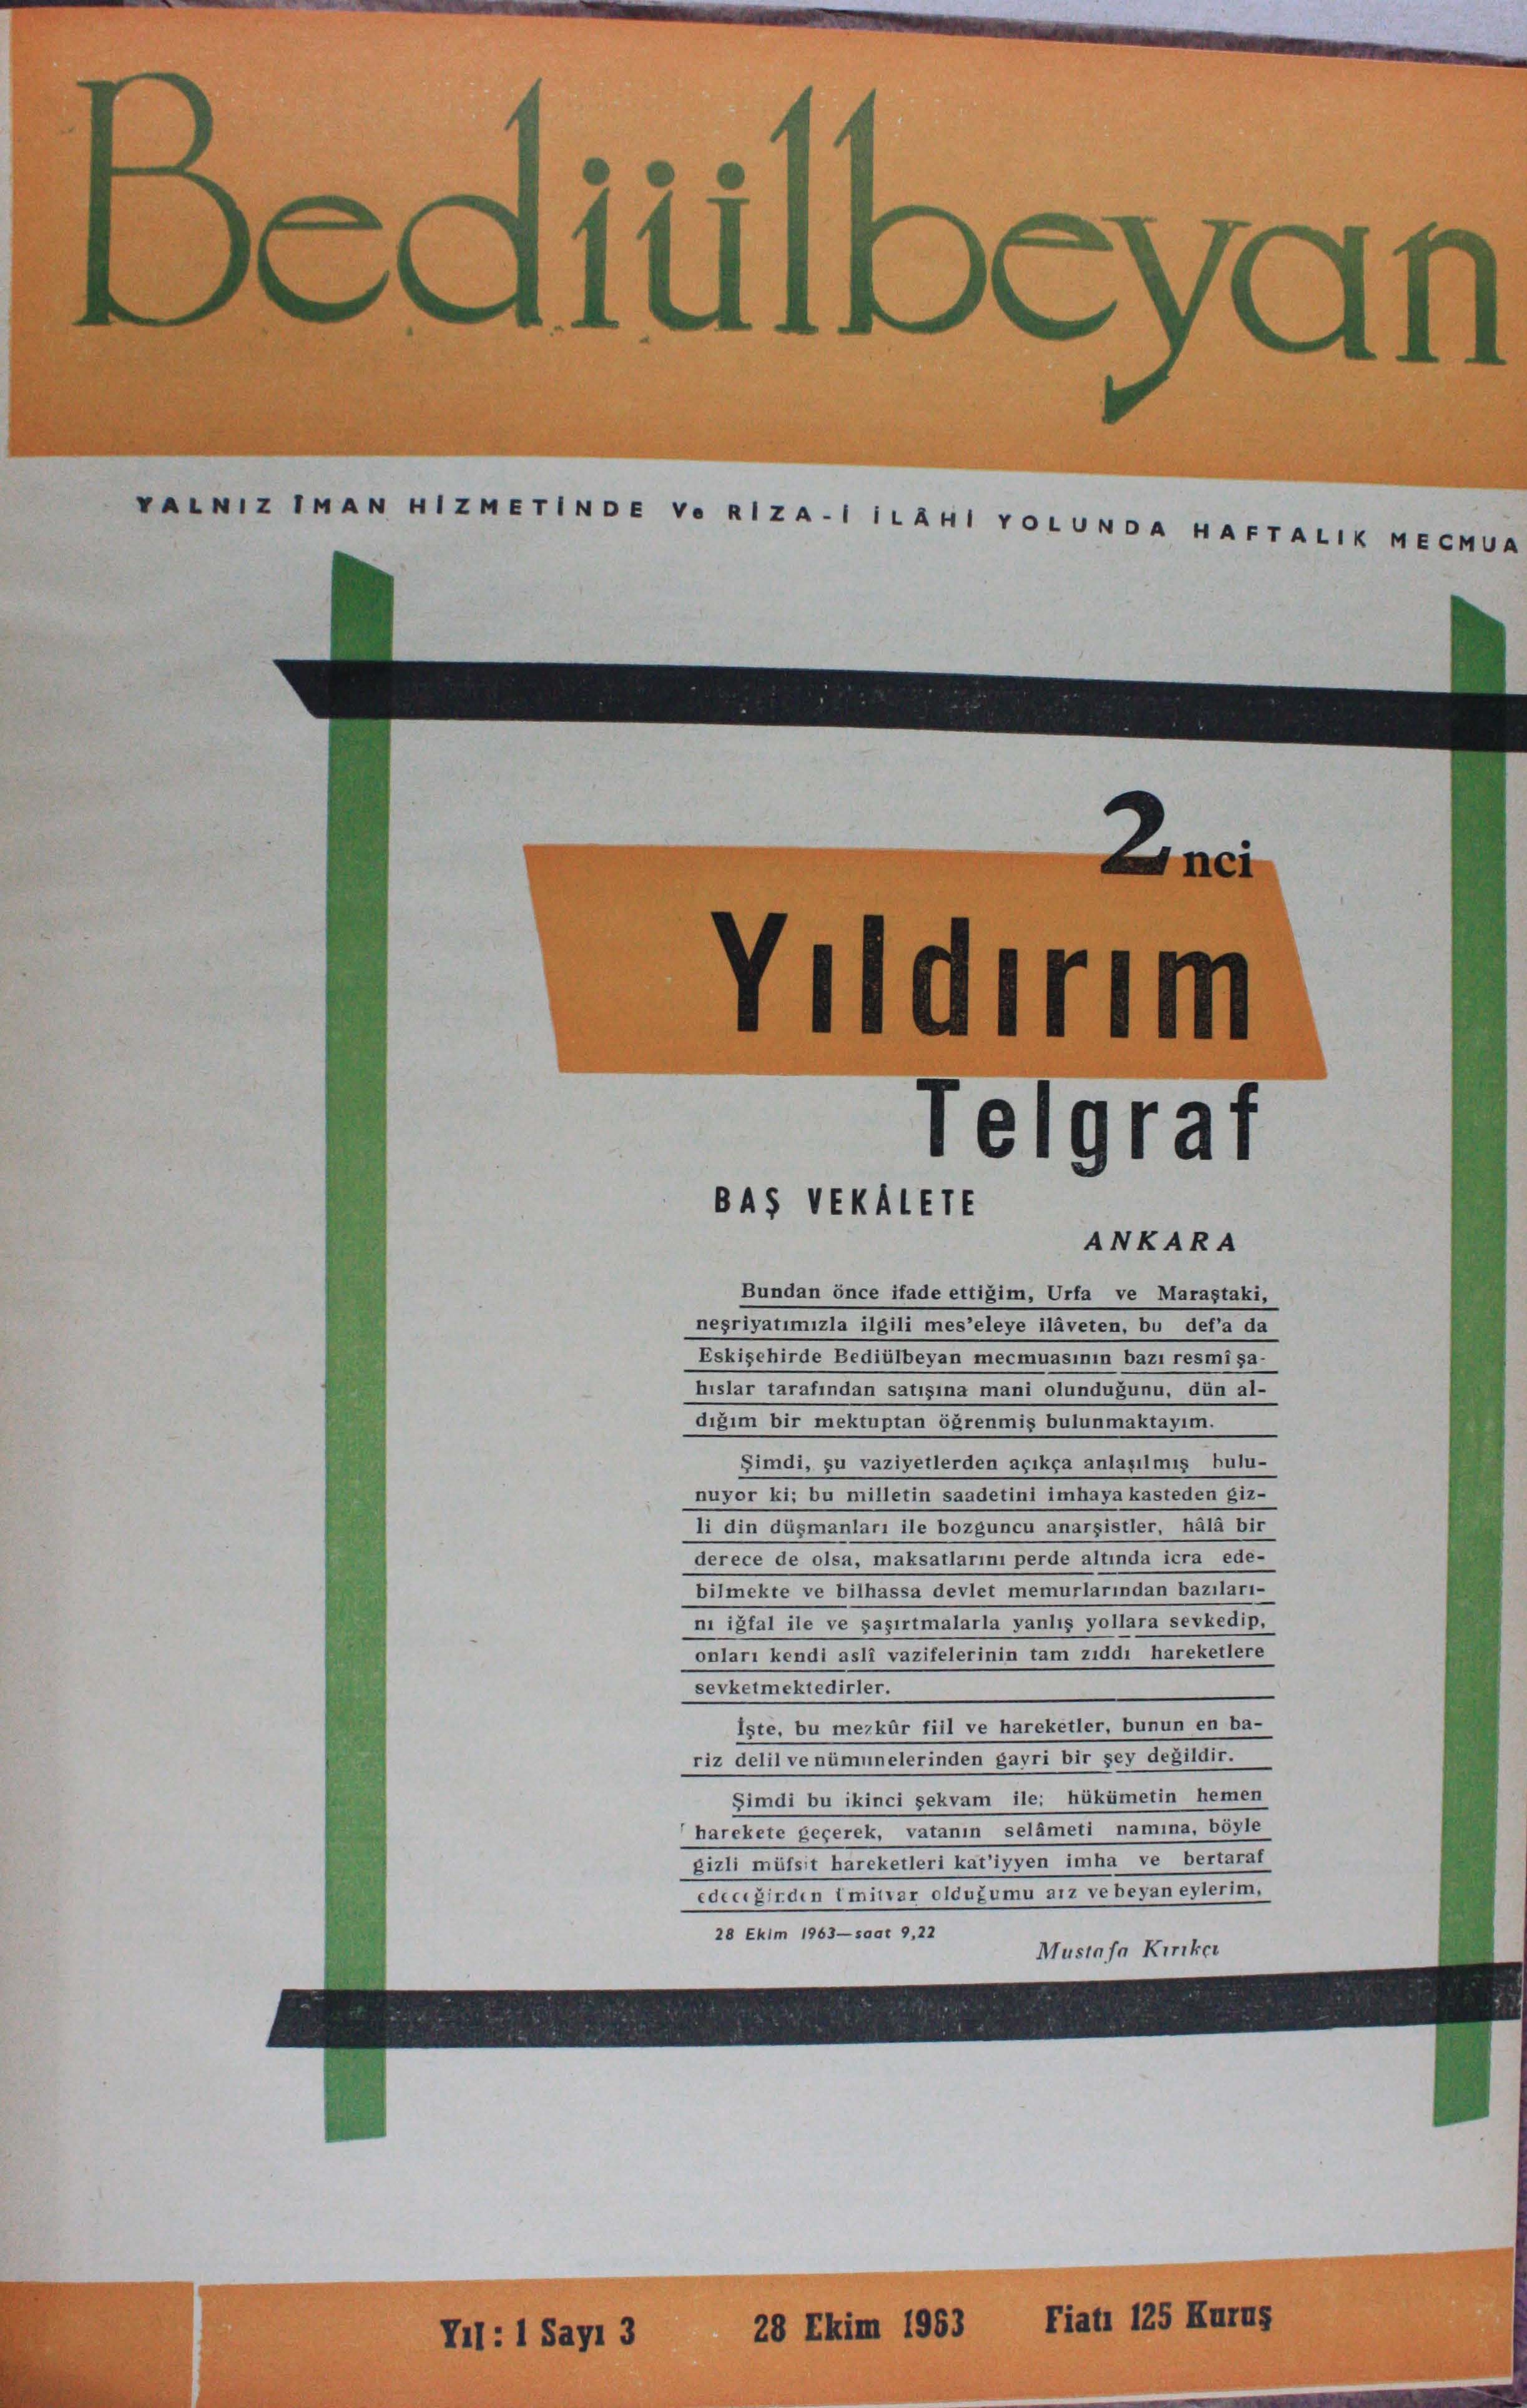 Bediülbeyan
YALNIZ İMAN HİZMETİNDE Ve RİZA-İ İLÂHİ YOLUNDA HAFTALIK MECMUA
2nci
Yıldırım
Telgraf
BAŞ VEKÂLETE
ANKARA
Bundan önce ifade ettiğim, Urfa ve Maraştaki,
neşriyatımızla ilgili mes'eleye ilâveten, bu def'a da
Eskişehirde Bediülbeyan mecmuasının bazı resmî şa-
hıslar tarafından satışına mani olunduğunu, dün al-
dığım bir mektuptan öğrenmiş bulunmaktayım.
Şimdi, şu vaziyetlerden açıkça anlaşılmış bulu-
nuyor ki; bu milletin saadetini imhaya kasteden giz-
li din düşmanları ile bozguncu anarşistler, hâlâ bir
derece de olsa, maksatlarını perde altında icra ede-
bilmekte ve bilhassa devlet memurlarından bazıları-
nı iğfal ile ve şaşırtmalarla yanlış yollara sevkedip,
onları kendi aslî vazifelerinin tam zıddı hareketlere
sevketmektedirler.
İşte, bu mezkûr fiil ve hareketler, bunun en ba-
riz delil ve nümunelerinden gayri bir şey değildir.
Şimdi bu ikinci şekvam ile; hükümetin hemen
harekete geçerek, vatanın selâmeti namına, böyle
gizli müfsit hareketleri kat'iyyen imha ve bertaraf
edeceğinden ümitvar olduğumu arz ve beyan eylerim,
28 Ekim 1963—saat 9,22
Mustafa Kırıkçı
Yıl: 1 Sayı 3 28 Ekim 1963 Fiatı 125 Kuruş